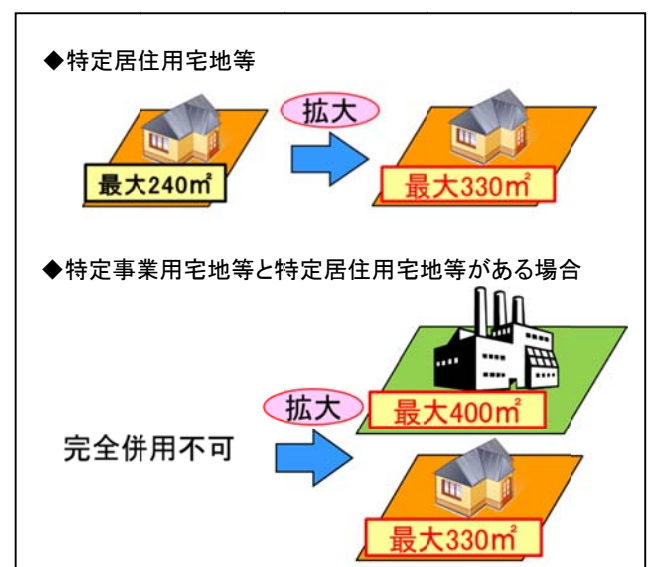 ◆特定居住用宅地等
拡大
最大240㎡
最大330㎡
◆特定事業用宅地等と特定居住用宅地等がある場合
拡大
最大400㎡
完全併用不可
最大330㎡